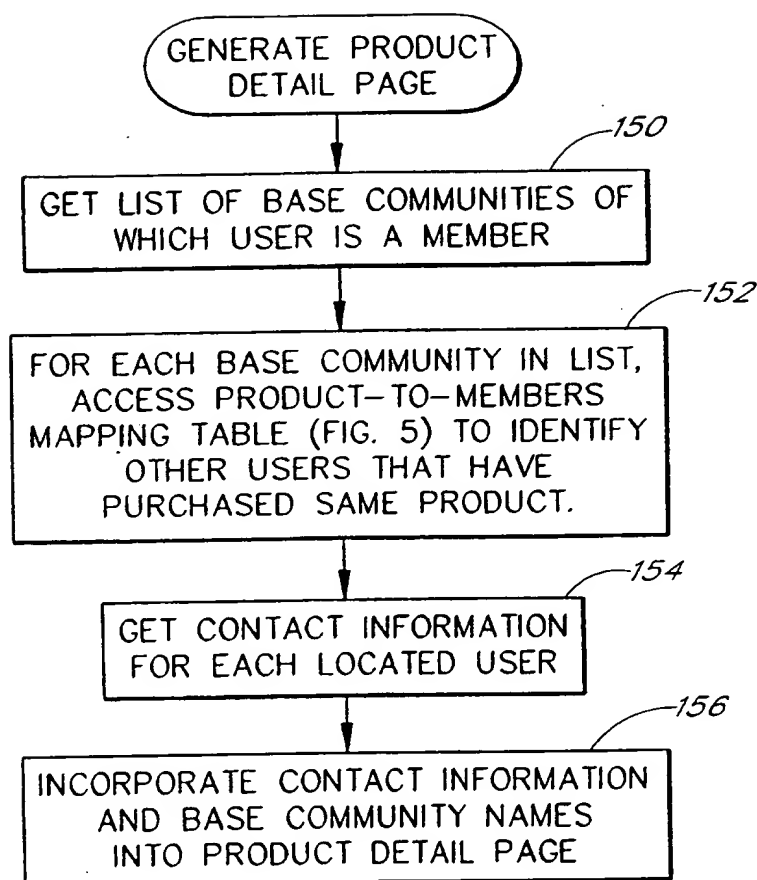 GENERATE PRODUCT
DETAIL PAGE
150
GET LIST OF BASE COMMUNITIES OF
WHICH USER IS A MEMBER
152
FOR EACH BASE COMMUNITY IN LIST,
ACCESS PRODUCT-TO-MEMBERS
MAPPING TABLE (FIG. 5) TO IDENTIFY
OTHER USERS THAT HAVE
PURCHASED SAME PRODUCT.
154
GET CONTACT INFORMATION
FOR EACH LOCATED USER
156
INCORPORATE CONTACT INFORMATION
AND BASE COMMUNITY NAMES
INTO PRODUCT DETAIL PAGE